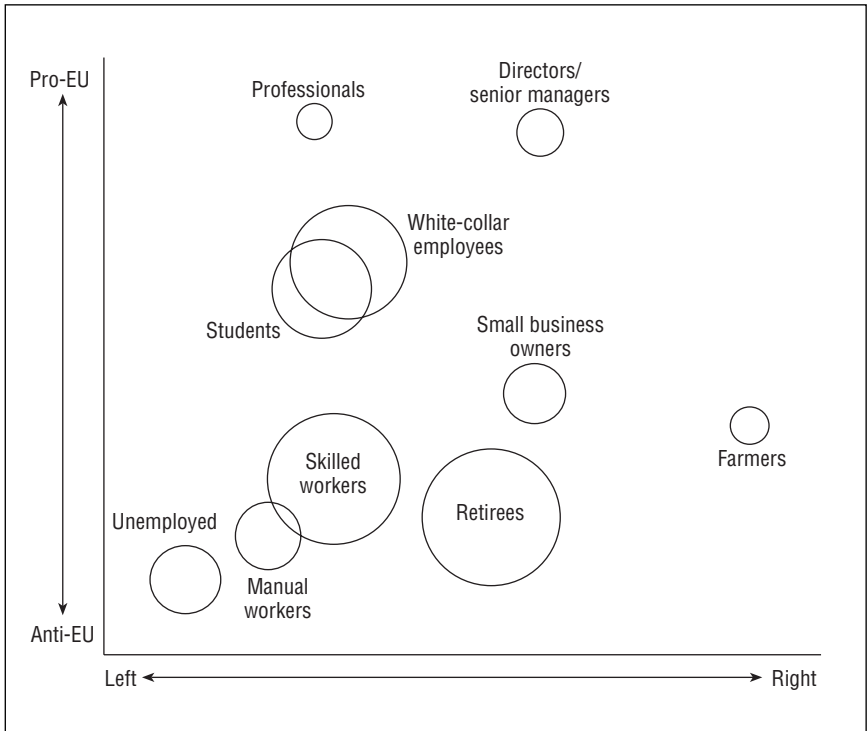 Pro-EU
Professionals
Directors/
senior managers
White-collar
employees
Students
Small business
owners
Farmers
Skilled
workers
Retirees
Unemployed
Manual
workers
Anti-EU
Left
Right